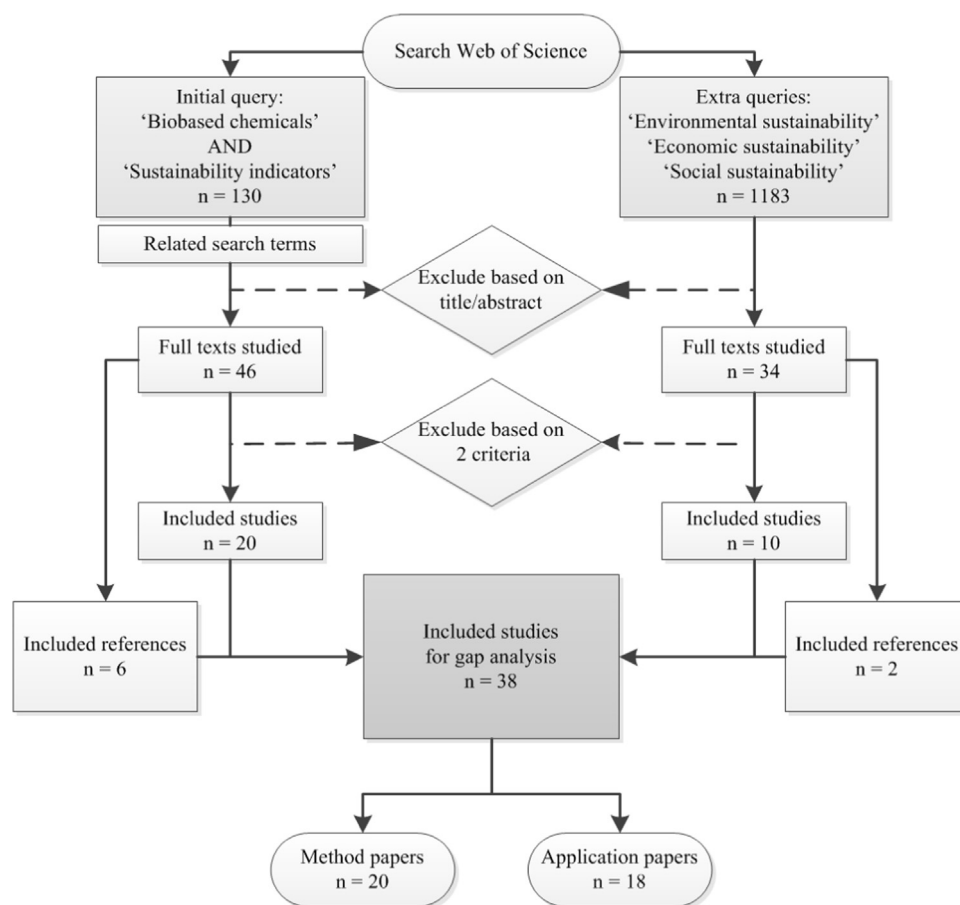 Search Web of Science
Initial query:
‘Biobased chemicals’
AND
‘Sustainability indicators’
n = 130
Extra queries:
‘Environmental sustainability’
‘Economic sustainability’
‘Social sustainability’
n = 1183
Related search terms
Exclude based on
title/abstract
Full texts studied
n = 46
Full texts studied
n = 34
Exclude based on
2 criteria
Included studies
n = 20
Included studies
n = 10
Included references
n = 6
Included studies
for gap analysis
n = 38
Included references
n = 2
Method papers
n = 20
Application papers
n = 18